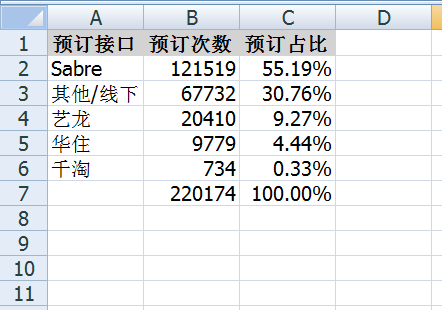 A B C D
1 预订接口 预订次数 预订占比
2 Sabre 121519 55.19%
3 其他/线下 67732 30.76%
4 艺龙 20410 9.27%
5 华住 9779 4.44%
6 千淘 734 0.33%
7 220174 100.00%
8
9
10
11